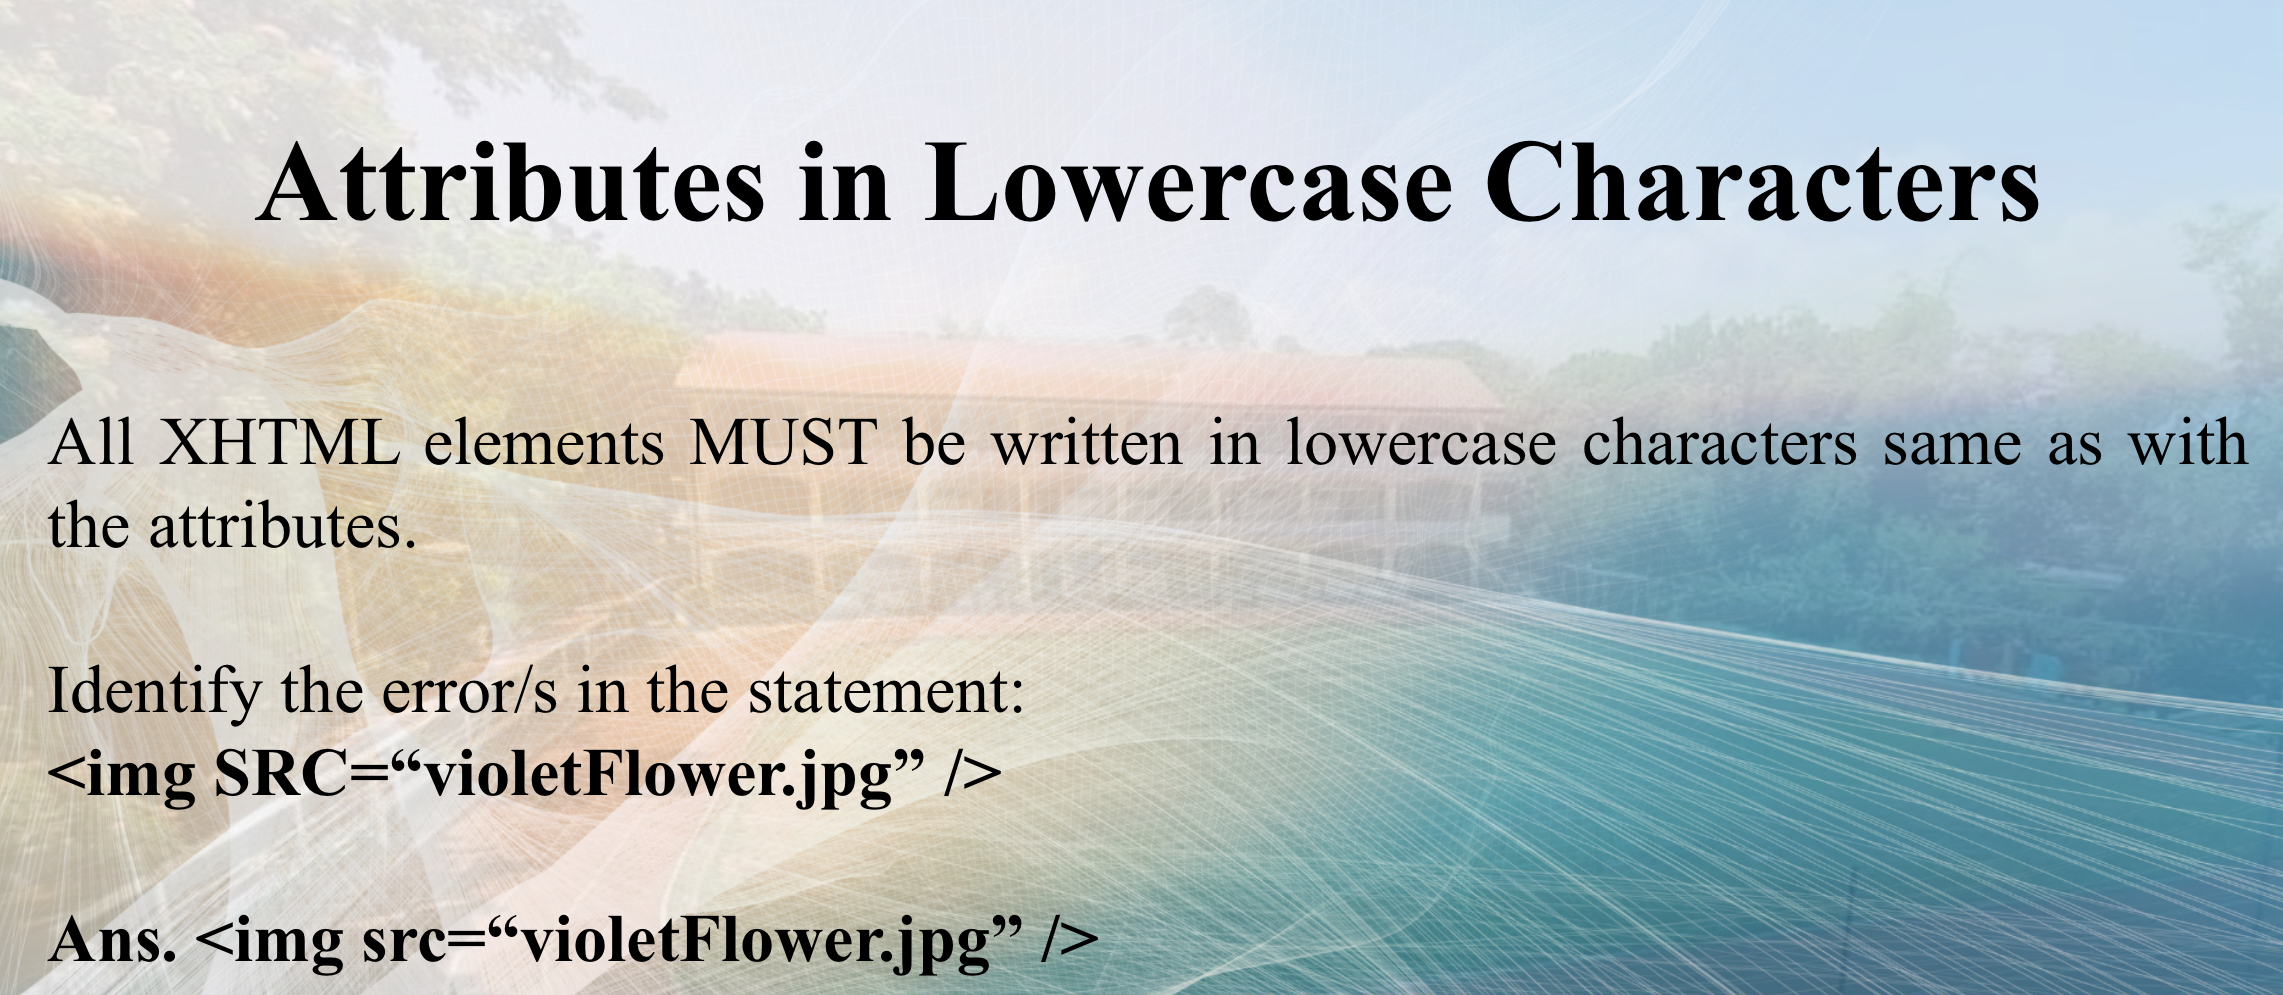 Attributes in Lowercase Characters
All XHTML elements MUST be written in lowercase characters same as with
the attributes.
Identify the error/s in the statement:
<img SRC=“violetFlower.jpg” />
Ans. <img src=“violetFlower.jpg” />